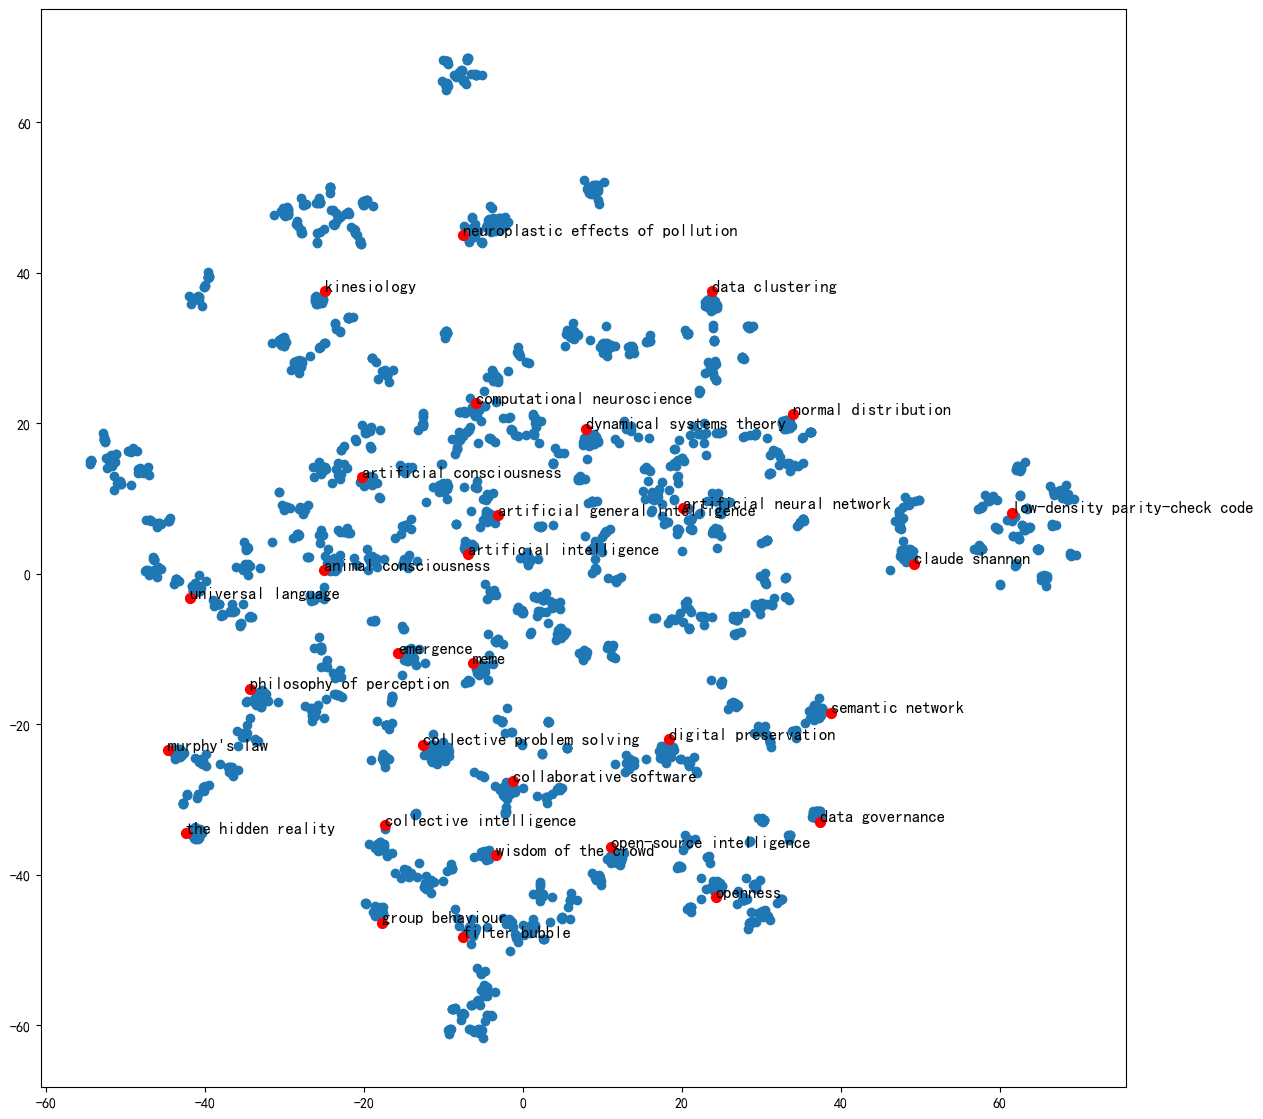 60
40
20
0
−20
−40
−60
neuroplastic effects of pollution
kinesiology
data clustering
computational neuroscience
normal distribution
dynamical systems theory
artificial consciousness
artificial neural network
artificial general intelligence
low-density parity-check code
artificial intelligence
claude shannon
animal consciousness
universal language
emergence
meme
philosophy of perception
semantic network
collective problem solving
digital preservation
murphy's law
collaborative software
data governance
collective intelligence
the hidden reality
open-source intelligence
wisdom of the crowd
openness
group behaviour
filter bubble
−60
−40
−20
0
20
40
60